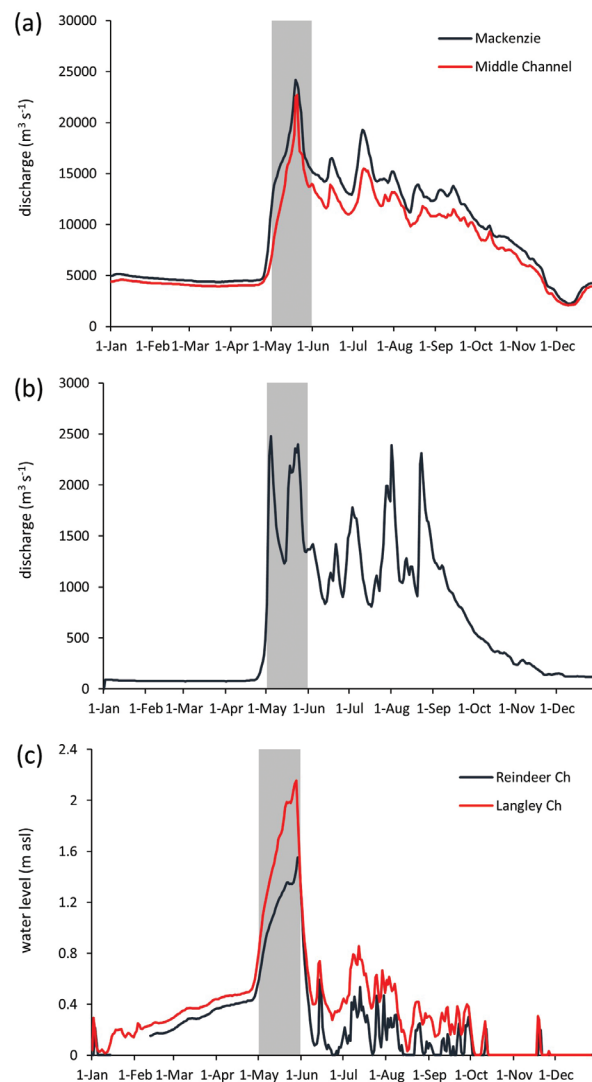 (a)
30000
25000
20000
15000
10000
5000
0
discharge (m³ s⁻¹)
Mackenzie
Middle Channel
1-Jan 1-Feb 1-Mar 1-Apr 1-May 1-Jun 1-Jul 1-Aug 1-Sep 1-Oct 1-Nov 1-Dec
(b)
3000
2500
2000
1500
1000
500
0
discharge (m³ s⁻¹)
1-Jan 1-Feb 1-Mar 1-Apr 1-May 1-Jun 1-Jul 1-Aug 1-Sep 1-Oct 1-Nov 1-Dec
(c)
2.4
2
1.6
1.2
0.8
0.4
0
water level (m asl)
Reindeer Ch
Langley Ch
1-Jan 1-Feb 1-Mar 1-Apr 1-May 1-Jun 1-Jul 1-Aug 1-Sep 1-Oct 1-Nov 1-Dec